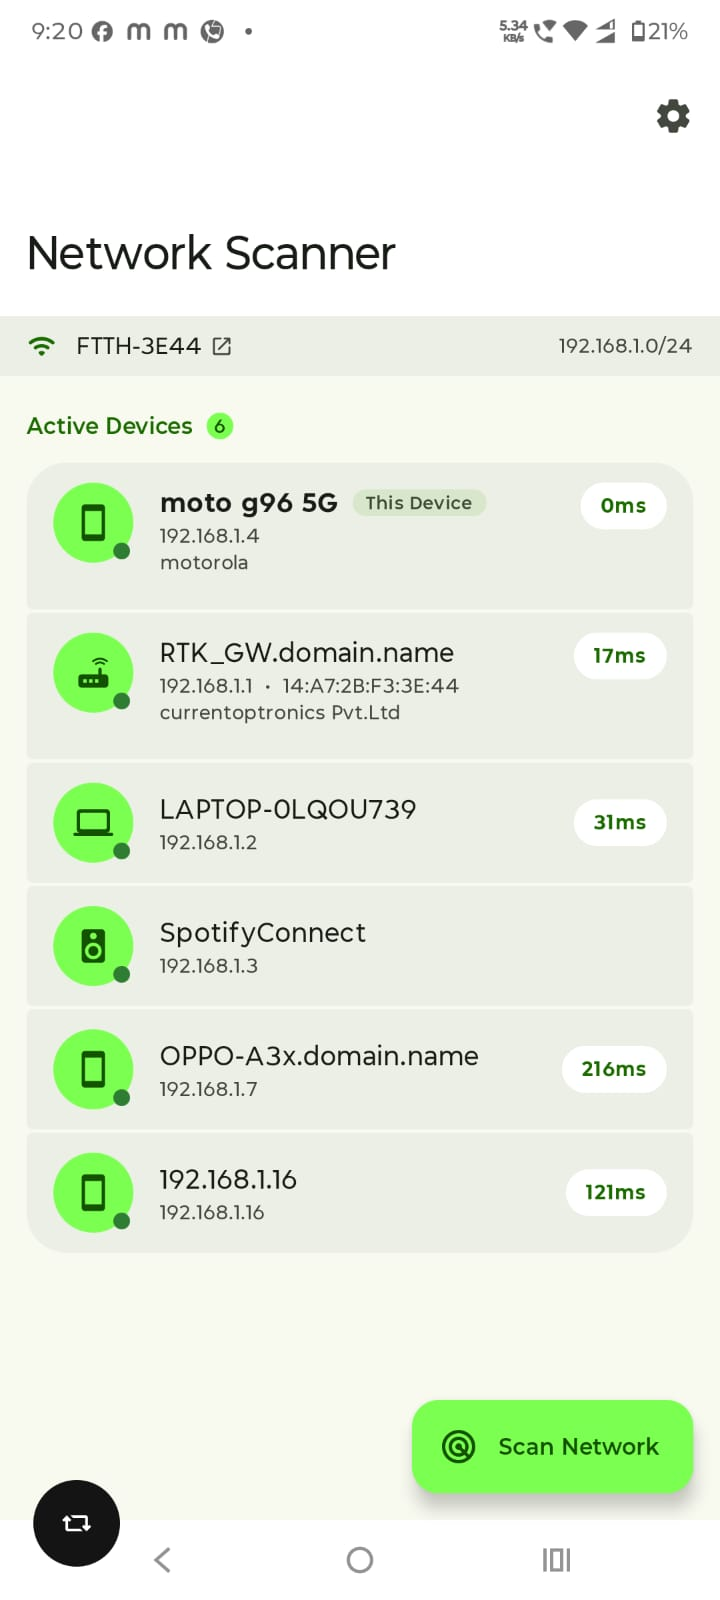 9:20 5.34 KB/s 21%
Network Scanner
FTTH-3E44 192.168.1.0/24
Active Devices 6
moto g96 5G This Device 0ms
192.168.1.4
motorola
RTK_GW.domain.name 17ms
192.168.1.1 • 14:A7:2B:F3:3E:44
currentoptronics Pvt.Ltd
LAPTOP-0LQOU739 31ms
192.168.1.2
SpotifyConnect
192.168.1.3
OPPO-A3x.domain.name 216ms
192.168.1.7
192.168.1.16 121ms
192.168.1.16
Scan Network